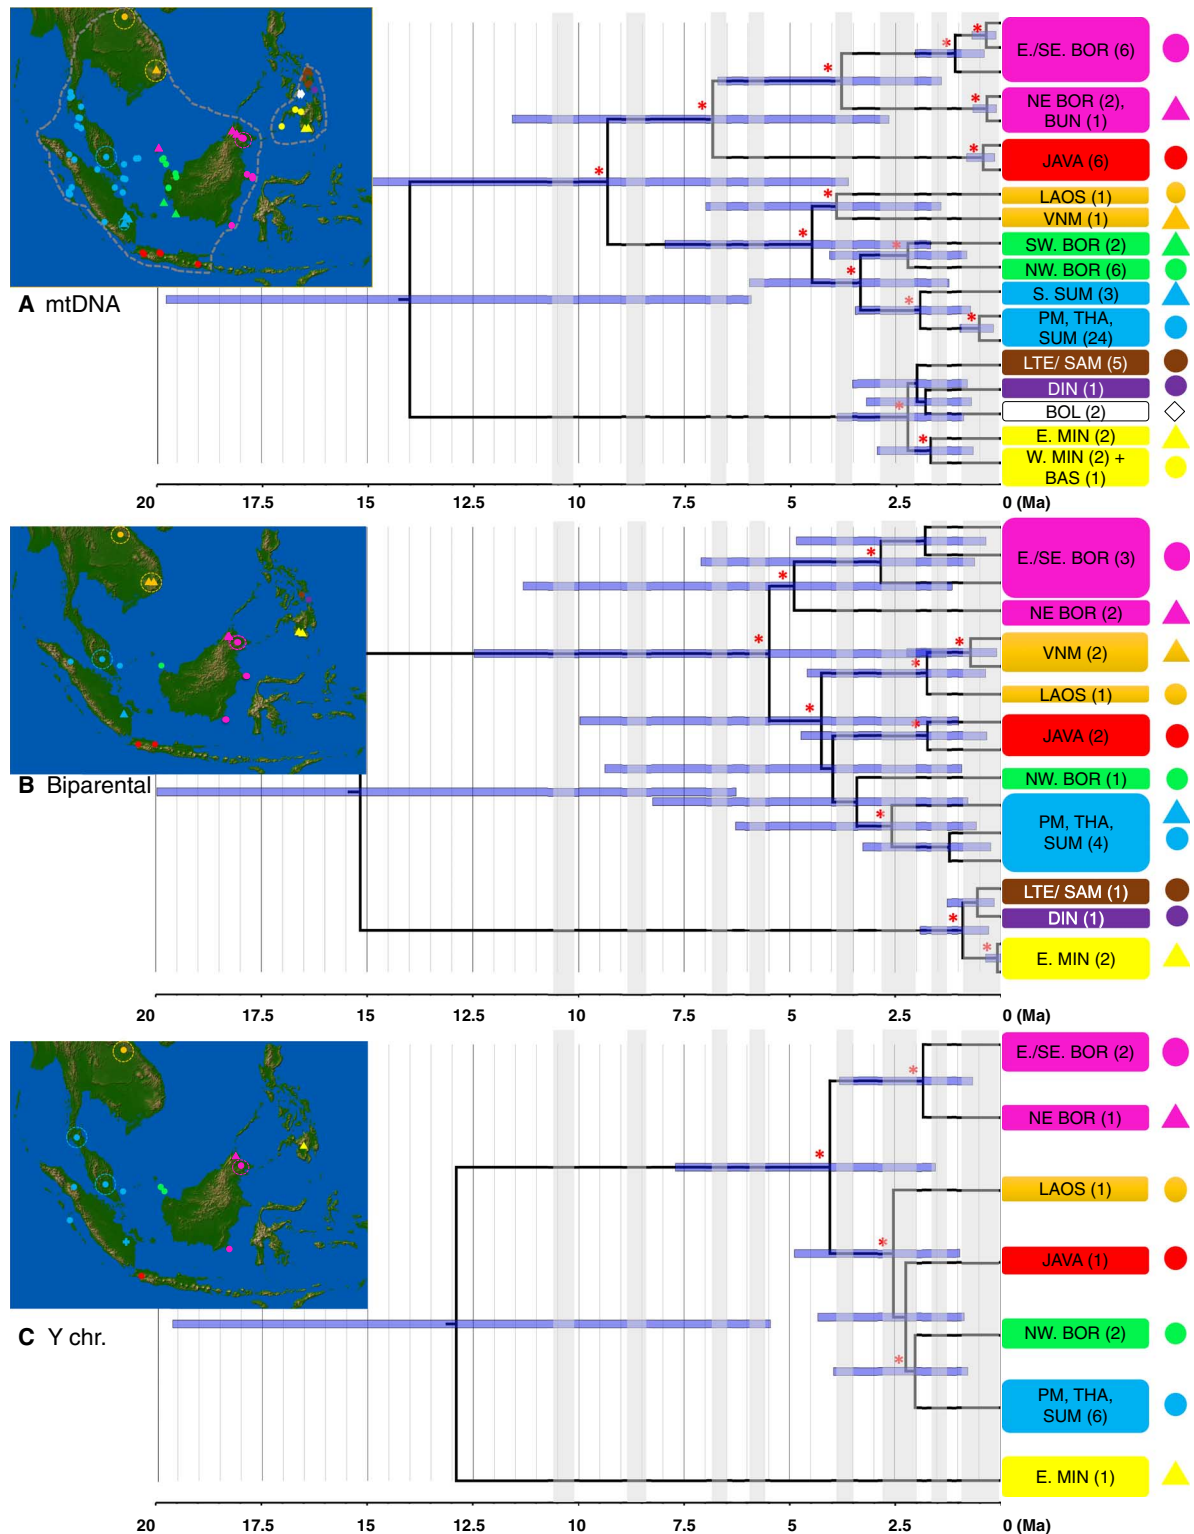 E./SE. BOR (6)
NE BOR (2),
BUN (1)
JAVA (6)
LAOS (1)
VNM (1)
SW. BOR (2)
NW. BOR (6)
S. SUM (3)
PM, THA,
SUM (24)
LTE/ SAM (5)
DIN (1)
BOL (2)
E. MIN (2)
W. MIN (2) +
BAS (1)
A mtDNA
20 17.5 15 12.5 10 7.5 5 2.5 0 (Ma)
E./SE. BOR (3)
NE BOR (2)
VNM (2)
LAOS (1)
JAVA (2)
NW. BOR (1)
PM, THA,
SUM (4)
LTE/ SAM (1)
DIN (1)
E. MIN (2)
B Biparental
20 17.5 15 12.5 10 7.5 5 2.5 0 (Ma)
E./SE. BOR (2)
NE BOR (1)
LAOS (1)
JAVA (1)
NW. BOR (2)
PM, THA,
SUM (6)
E. MIN (1)
C Y chr.
20 17.5 15 12.5 10 7.5 5 2.5 0 (Ma)